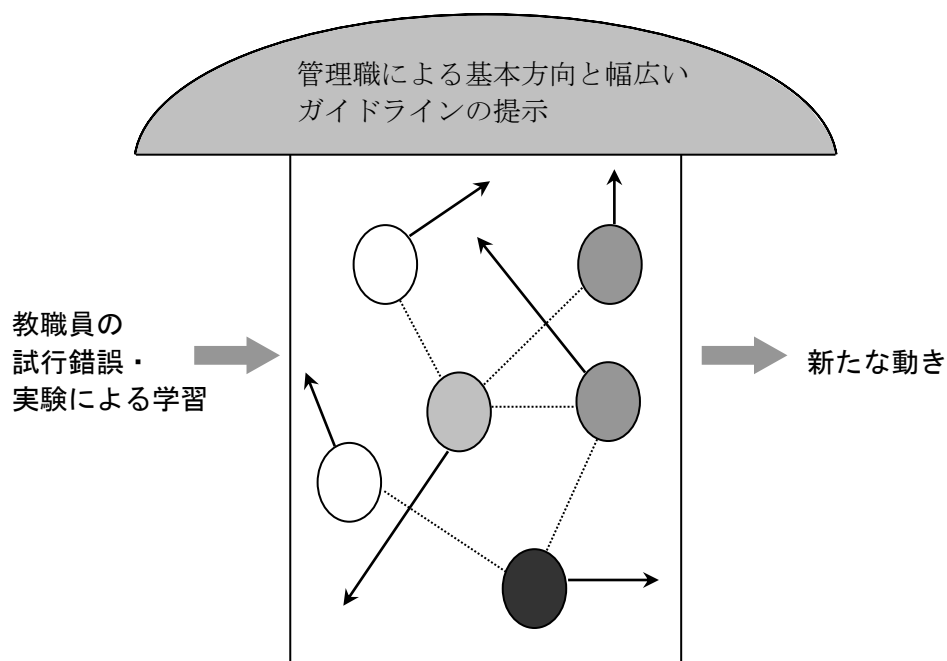 管理職による基本方向と幅広い
ガイドラインの提示
教職員の
試行錯誤・
実験による学習
新たな動き